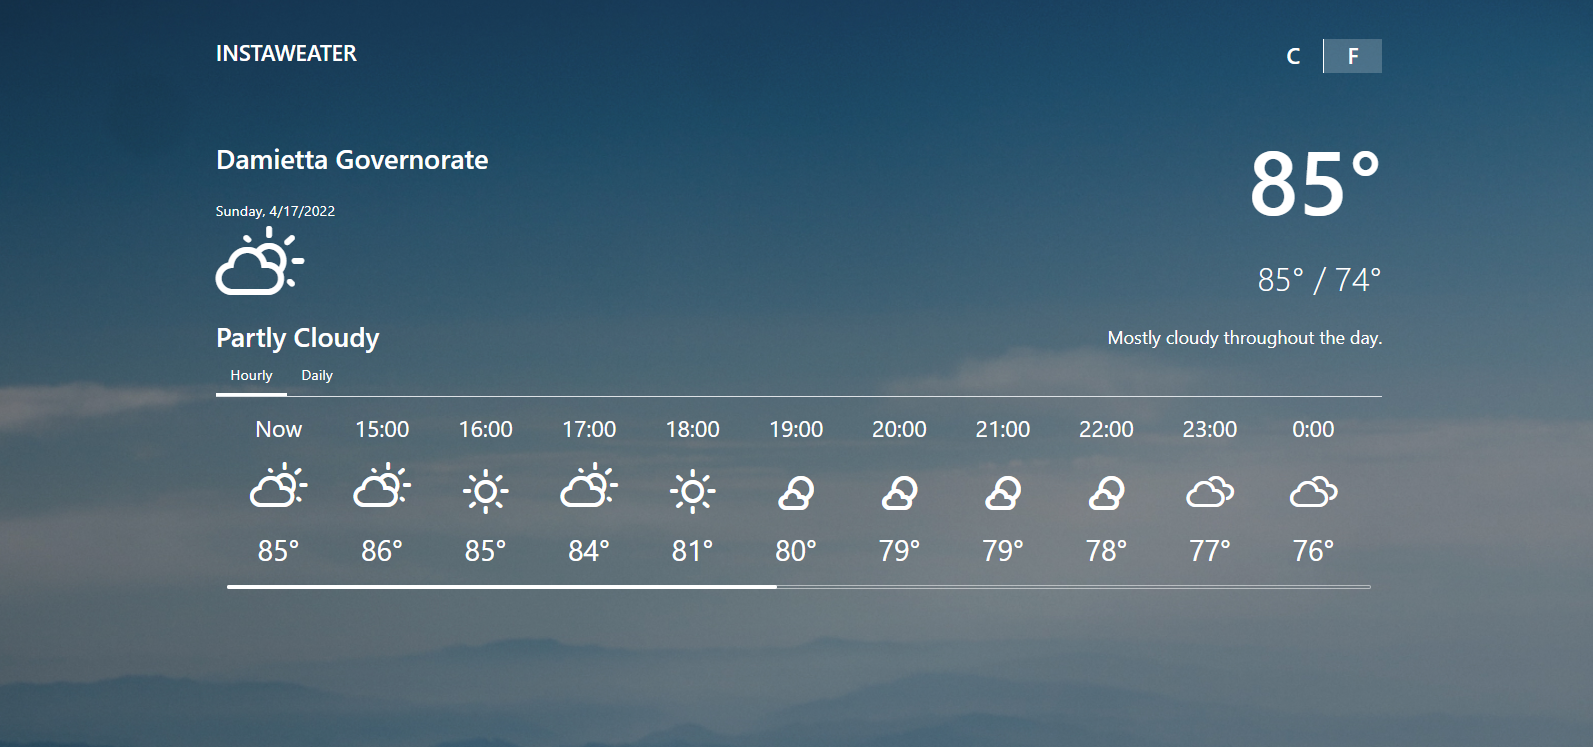 INSTAWEATER
C F
Damietta Governorate
85°
Sunday, 4/17/2022
85° / 74°
Partly Cloudy
Mostly cloudy throughout the day.
Hourly Daily
Now 15:00 16:00 17:00 18:00 19:00 20:00 21:00 22:00 23:00 0:00
85° 86° 85° 84° 81° 80° 79° 79° 78° 77° 76°